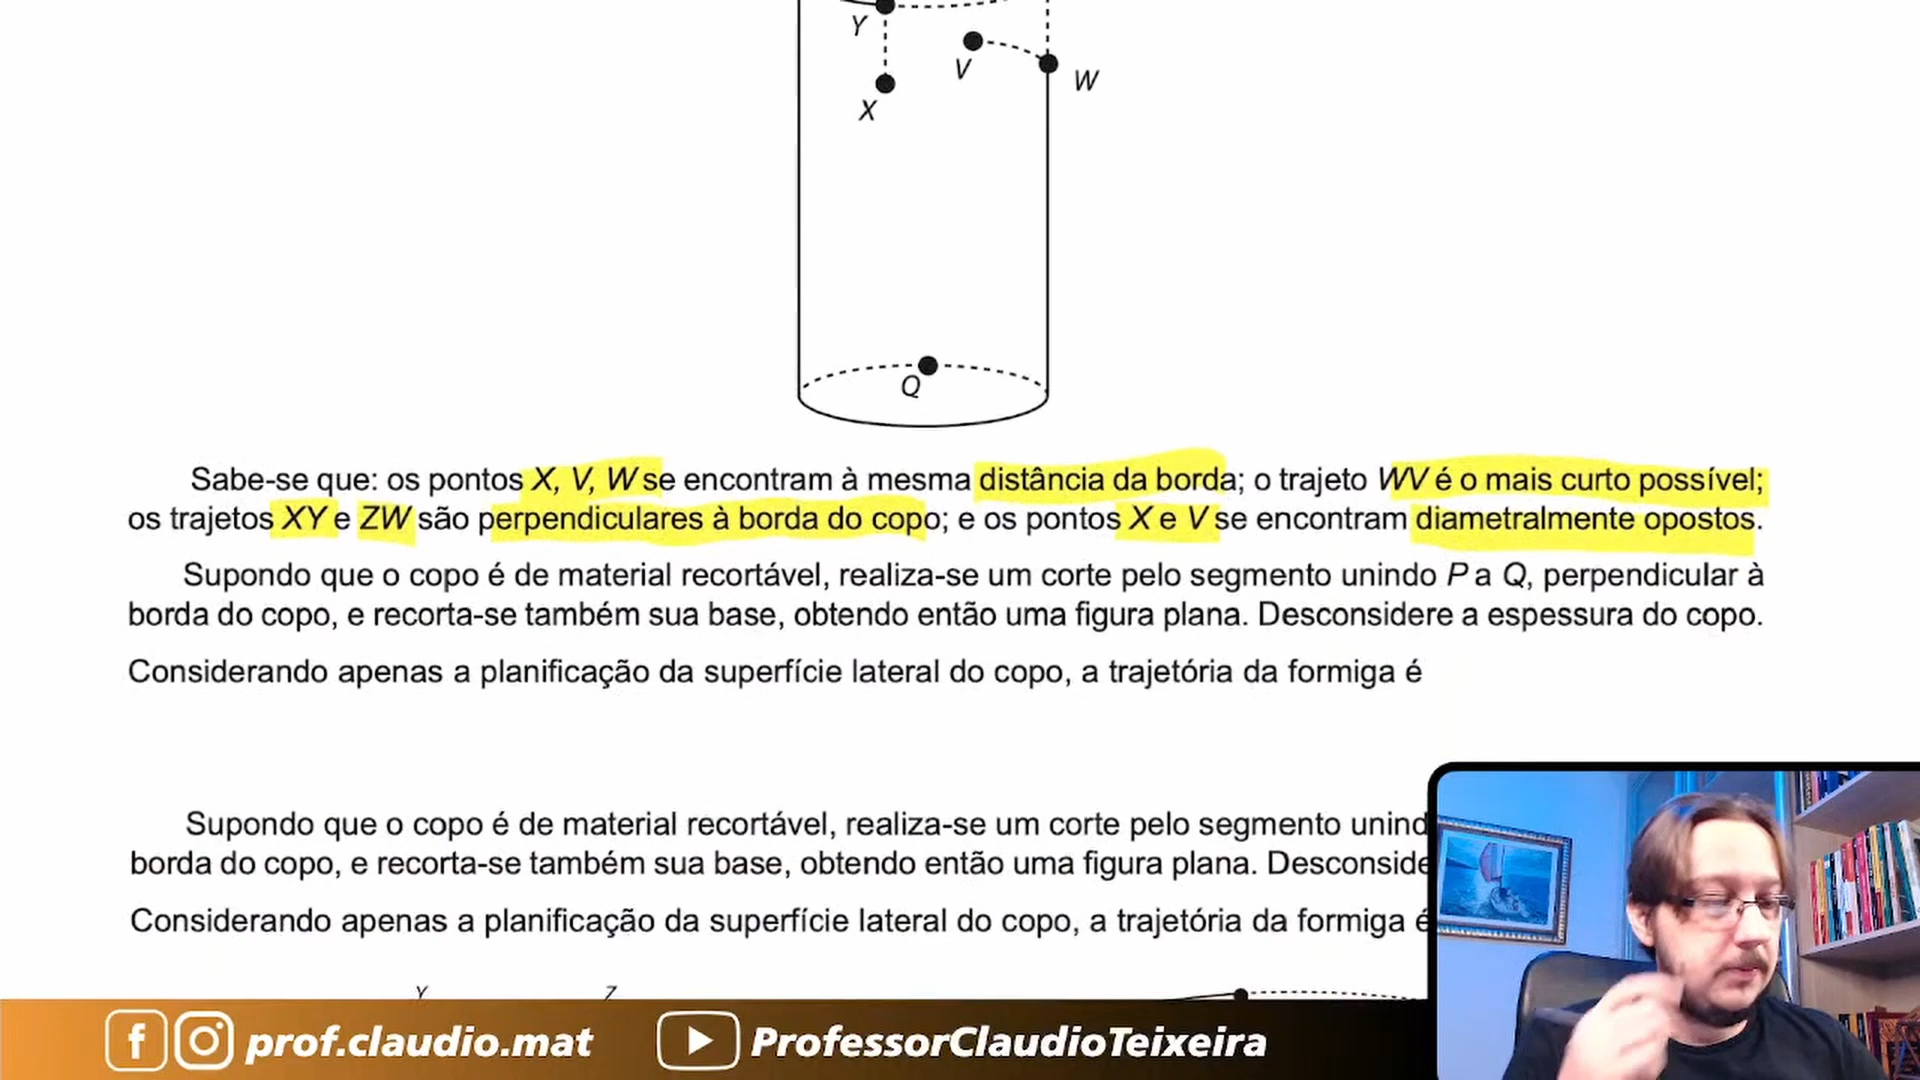 Y
V
W
X
Q
Sabe-se que: os pontos X, V, W se encontram à mesma distância da borda; o trajeto WV é o mais curto possível;
os trajetos XY e ZW são perpendiculares à borda do copo; e os pontos X e V se encontram diametralmente opostos.
Supondo que o copo é de material recortável, realiza-se um corte pelo segmento unindo P a Q, perpendicular à
borda do copo, e recorta-se também sua base, obtendo então uma figura plana. Desconsidere a espessura do copo.
Considerando apenas a planificação da superfície lateral do copo, a trajetória da formiga é
Supondo que o copo é de material recortável, realiza-se um corte pelo segmento unind
borda do copo, e recorta-se também sua base, obtendo então uma figura plana. Desconside
Considerando apenas a planificação da superfície lateral do copo, a trajetória da formiga é
Y Z
f prof.claudio.mat ProfessorClaudioTeixeira